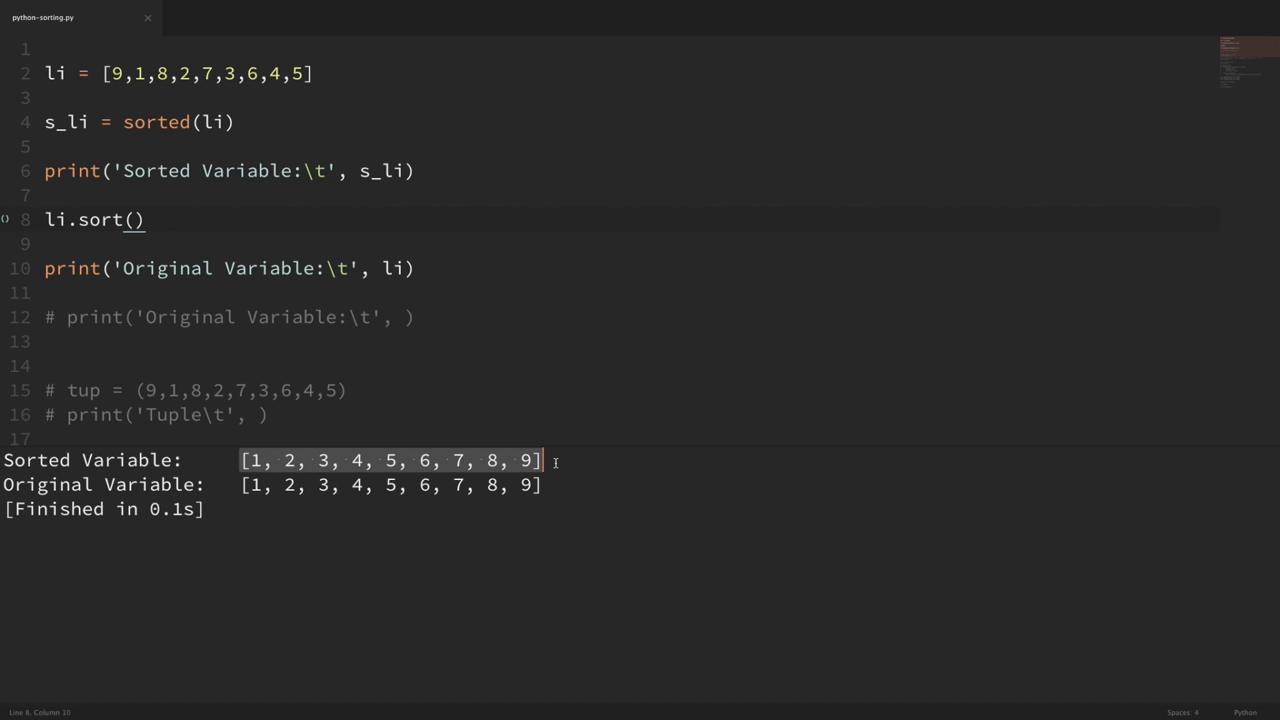 python-sorting.py ×
1
2 li = [9,1,8,2,7,3,6,4,5]
3
4 s_li = sorted(li)
5
6 print('Sorted Variable:\t', s_li)
7
() 8 li.sort()
9
10 print('Original Variable:\t', li)
11
12 # print('Original Variable:\t', )
13
14
15 # tup = (9,1,8,2,7,3,6,4,5)
16 # print('Tuple\t', )
17
Sorted Variable: [1, 2, 3, 4, 5, 6, 7, 8, 9]
Original Variable: [1, 2, 3, 4, 5, 6, 7, 8, 9]
[Finished in 0.1s]
Line 8, Column 10 Spaces: 4 Python